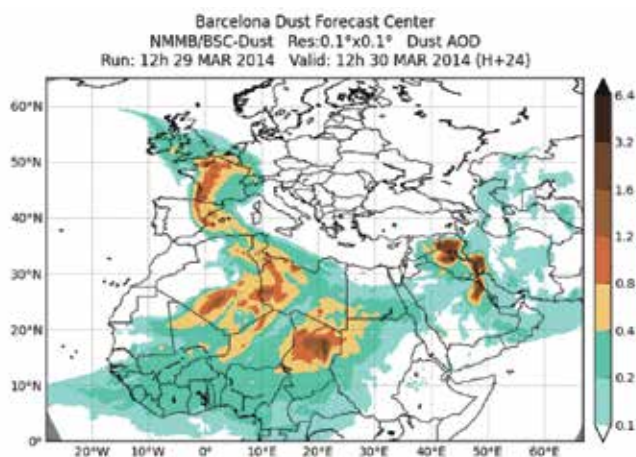 Barcelona Dust Forecast Center
NMMB/BSC-Dust Res:0.1°x0.1° Dust AOD
Run: 12h 29 MAR 2014 Valid: 12h 30 MAR 2014 (H+24)
60°N
50°N
40°N
30°N
20°N
10°N
0°
20°W
10°W
0°
10°E
20°E
30°E
40°E
50°E
60°E
6.4
3.2
1.6
1.2
0.8
0.4
0.2
0.1